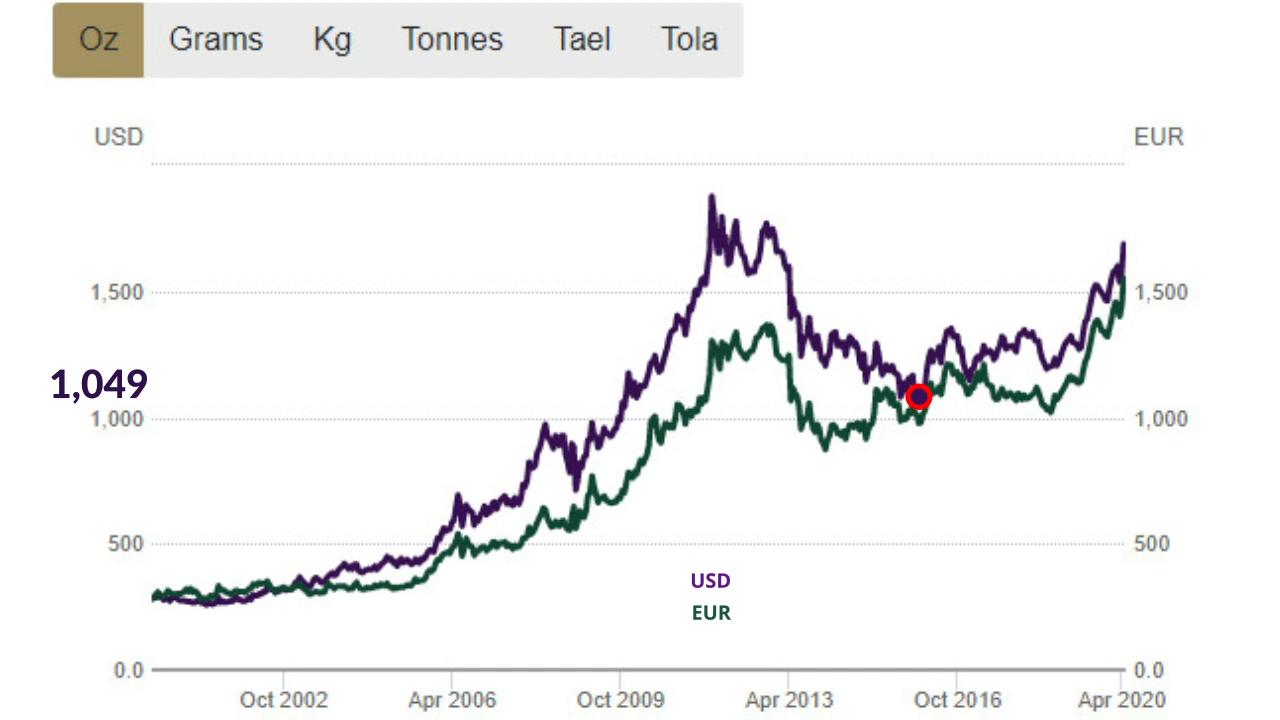 Oz Grams Kg Tonnes Tael Tola
USD EUR
1,500 1,500
1,049
1,000 1,000
500 500
USD
EUR
0.0 0.0
Oct 2002 Apr 2006 Oct 2009 Apr 2013 Oct 2016 Apr 2020